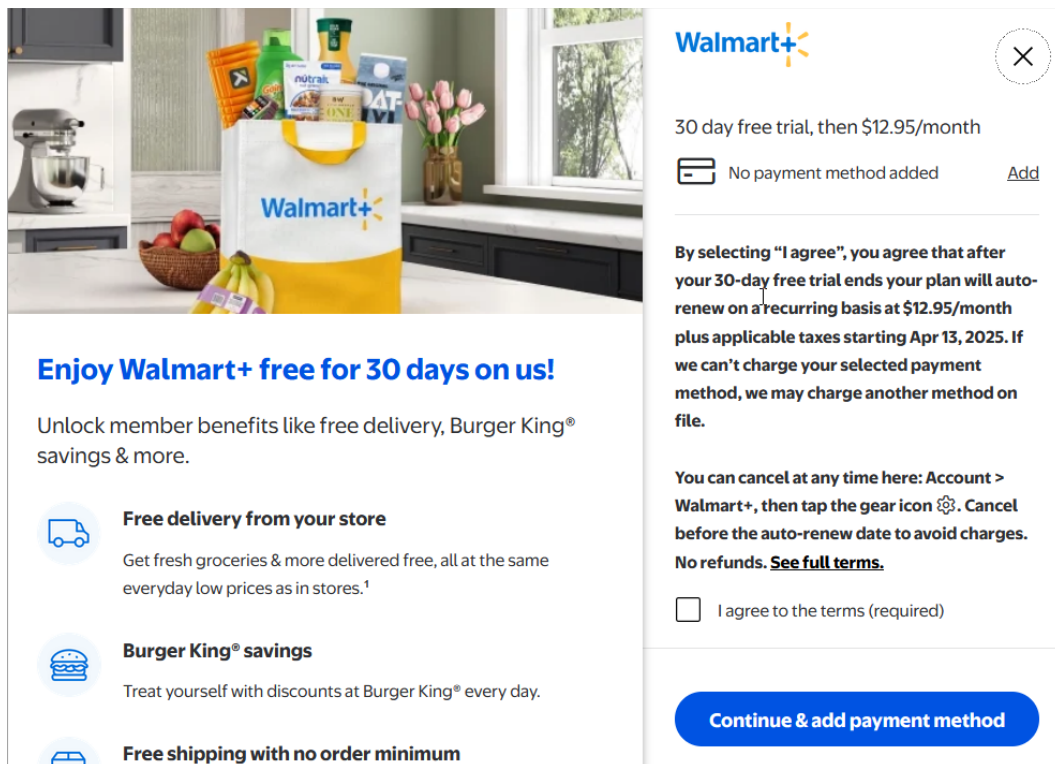 Gain
nutrail
ONE
OAT
Walmart+
Enjoy Walmart+ free for 30 days on us!
Unlock member benefits like free delivery, Burger King®
savings & more.
Free delivery from your store
Get fresh groceries & more delivered free, all at the same
everyday low prices as in stores.¹
Burger King® savings
Treat yourself with discounts at Burger King® every day.
Free shipping with no order minimum
Walmart+
30 day free trial, then $12.95/month
No payment method added Add
By selecting “I agree”, you agree that after
your 30-day free trial ends your plan will auto-
renew on a recurring basis at $12.95/month
plus applicable taxes starting Apr 13, 2025. If
we can’t charge your selected payment
method, we may charge another method on
file.
You can cancel at any time here: Account >
Walmart+, then tap the gear icon . Cancel
before the auto-renew date to avoid charges.
No refunds. See full terms.
I agree to the terms (required)
Continue & add payment method